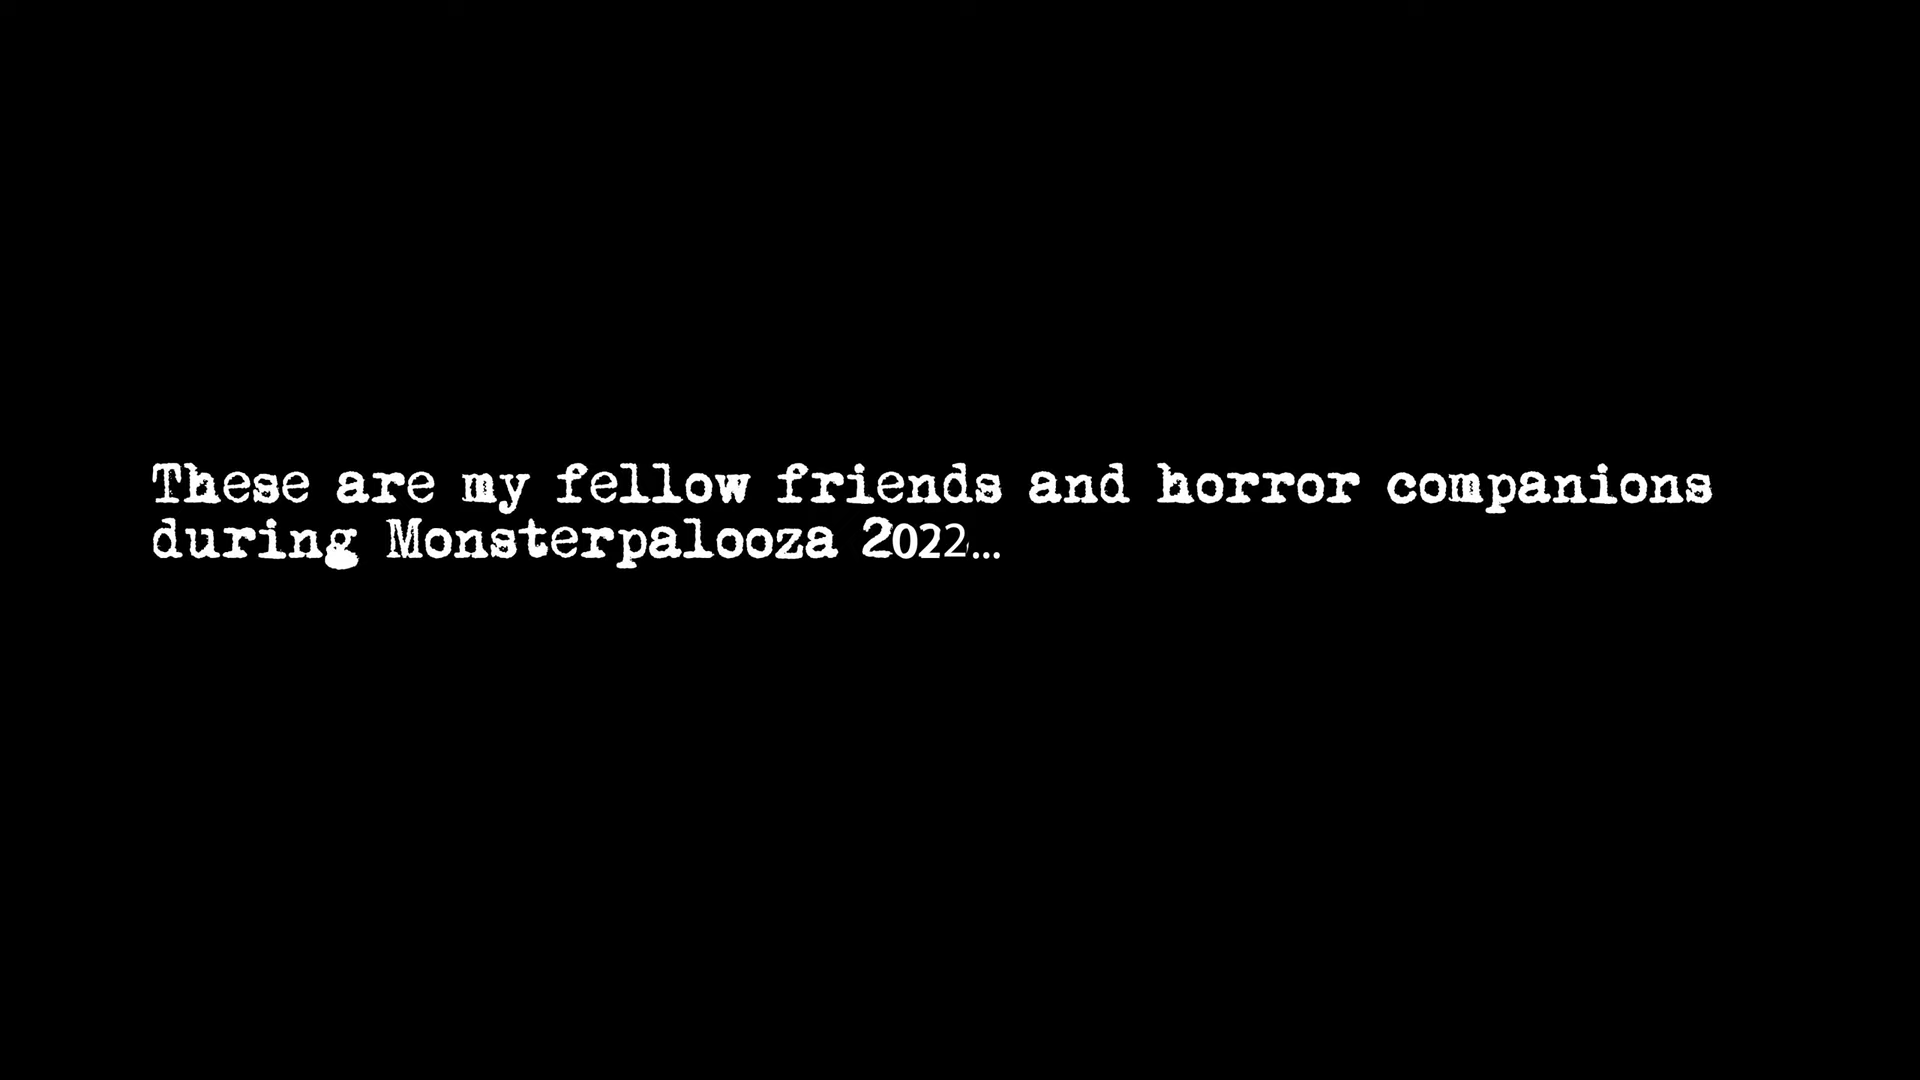 These are my fellow friends and horror companions
during Monsterpalooza 2022...